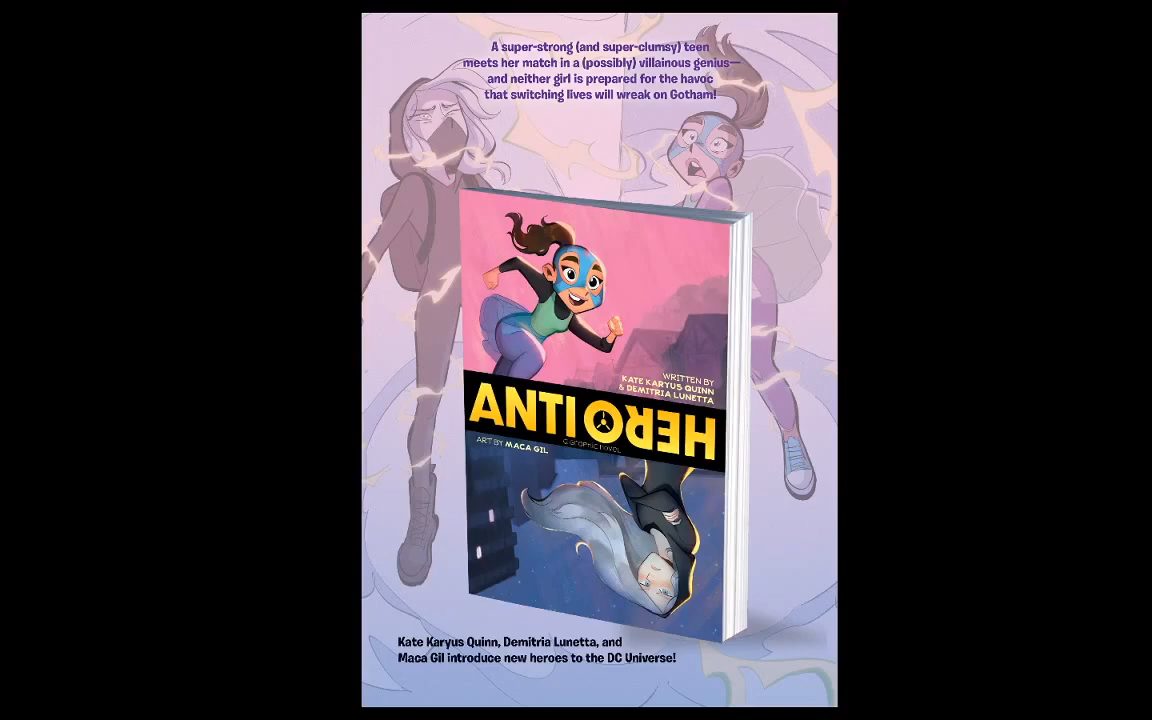 A super-strong (and super-clumsy) teen
meets her match in a (possibly) villainous genius—
and neither girl is prepared for the havoc
that switching lives will wreak on Gotham!
WRITTEN BY
KATE KARYUS QUINN
& DEMITRIA LUNETTA
ANTI HERO
ART BY MACA GIL
a graphic novel
Kate Karyus Quinn, Demitria Lunetta, and
Maca Gil introduce new heroes to the DC Universe!